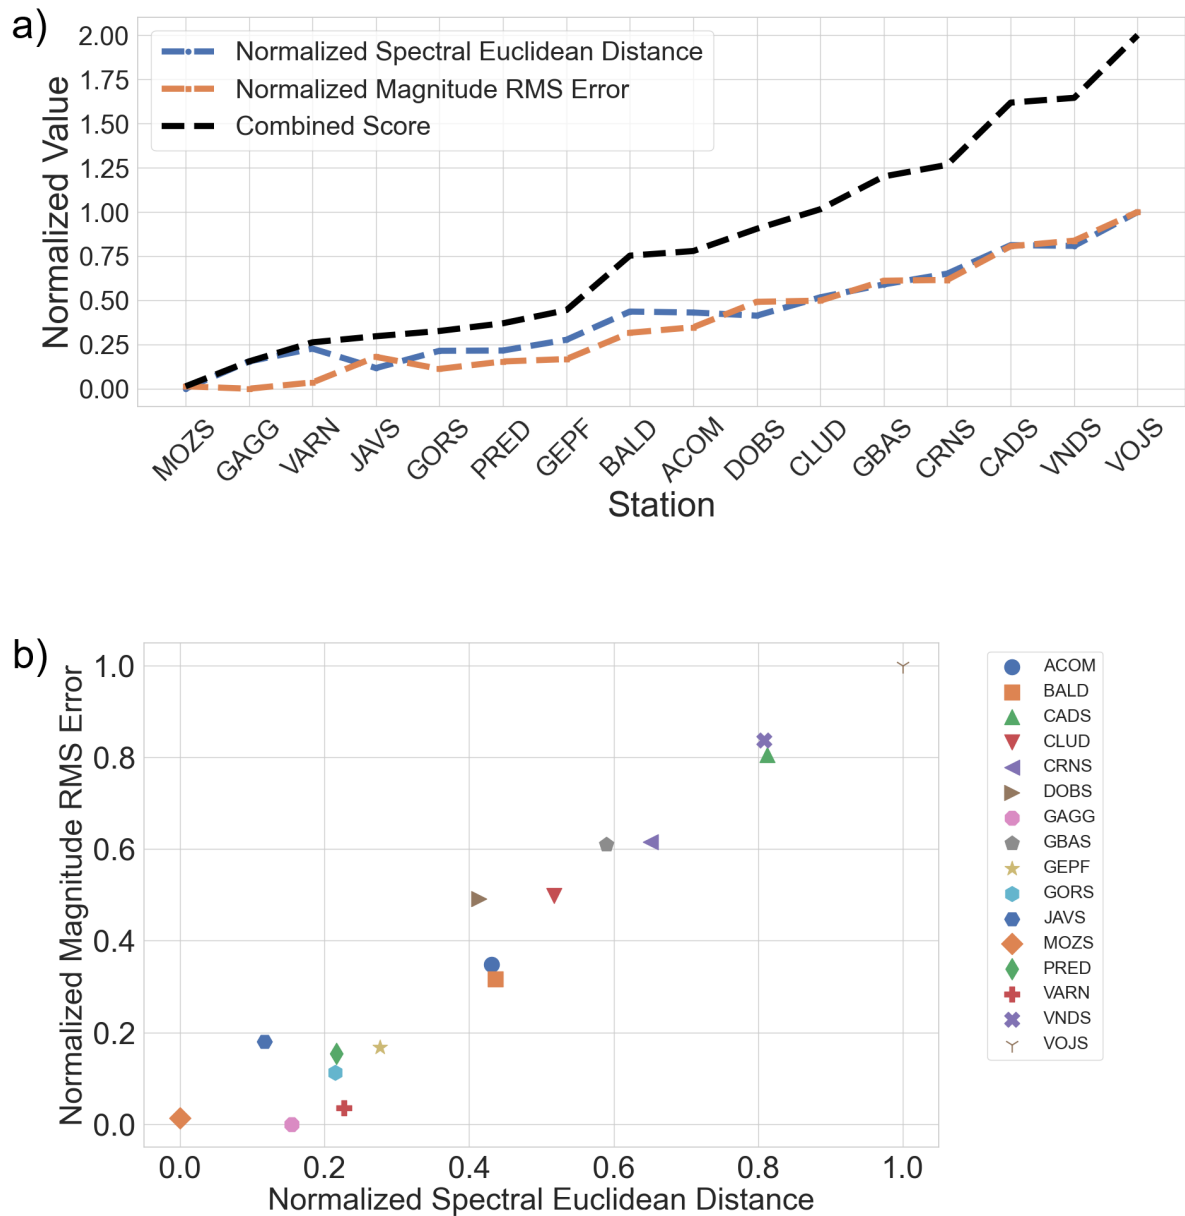 a)
Normalized Value
2.00
1.75
1.50
1.25
1.00
0.75
0.50
0.25
0.00
Normalized Spectral Euclidean Distance
Normalized Magnitude RMS Error
Combined Score
MOZS
GAGG
VARN
JAVS
GORS
PRED
GEPF
BALD
ACOM
DOBS
CLUD
GBAS
CRNS
CADS
VNDS
VOJS
Station
b)
Normalized Magnitude RMS Error
1.0
0.8
0.6
0.4
0.2
0.0
0.0
0.2
0.4
0.6
0.8
1.0
Normalized Spectral Euclidean Distance
ACOM
BALD
CADS
CLUD
CRNS
DOBS
GAGG
GBAS
GEPF
GORS
JAVS
MOZS
PRED
VARN
VNDS
VOJS